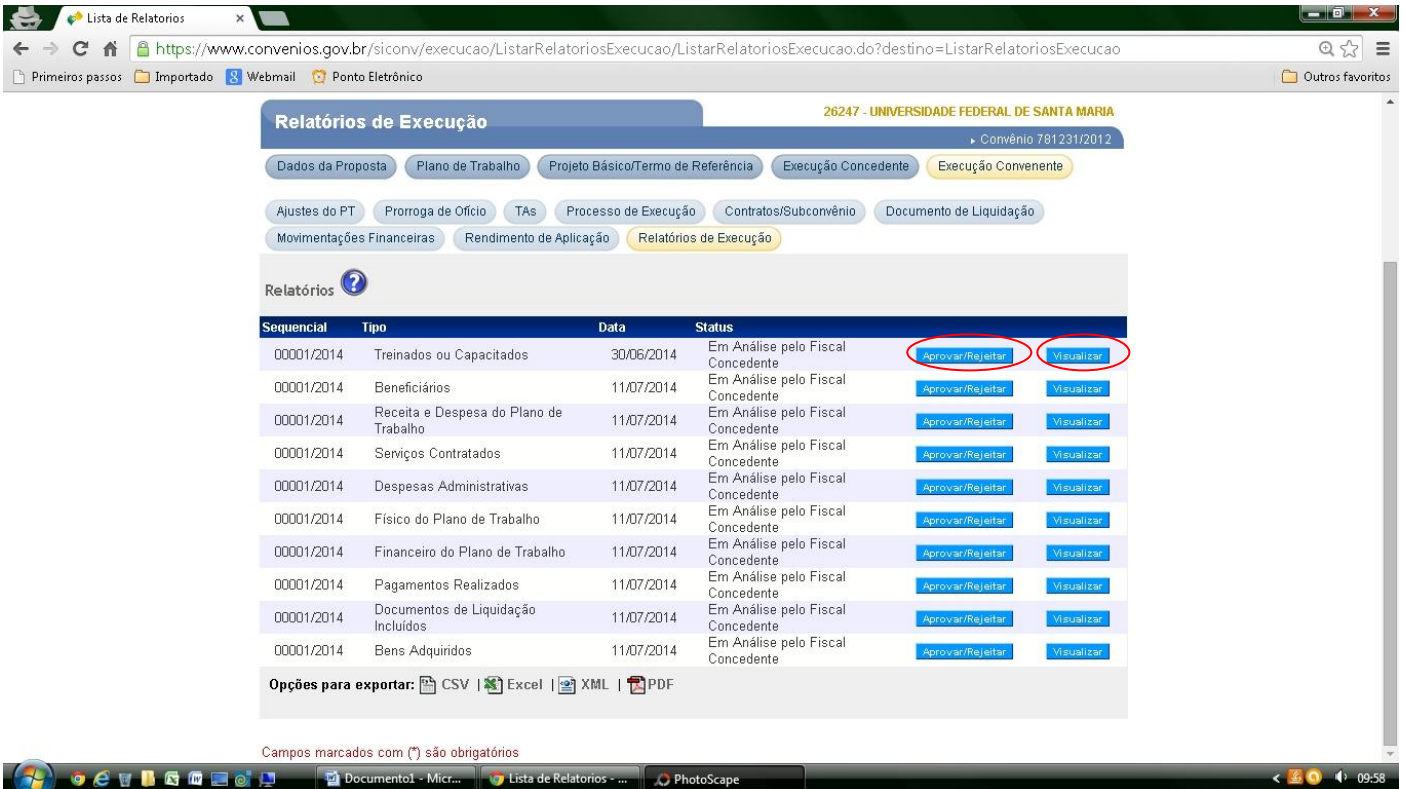 Lista de Relatorios
https://www.convenios.gov.br/siconv/execucao/ListarRelatoriosExecucao/ListarRelatoriosExecucao.do?destino=ListarRelatoriosExecucao
Primeiros passos Importado Webmail Ponto Eletrônico Outros favoritos
26247 - UNIVERSIDADE FEDERAL DE SANTA MARIA
Relatórios de Execução
Convênio 781231/2012
Dados da Proposta Plano de Trabalho Projeto Básico/Termo de Referência Execução Concedente Execução Convenente
Ajustes do PT Prorroga de Ofício TAs Processo de Execução Contratos/Subconvênio Documento de Liquidação
Movimentações Financeiras Rendimento de Aplicação Relatórios de Execução
Relatórios ?
Sequencial Tipo Data Status
00001/2014 Treinados ou Capacitados 30/06/2014 Em Análise pelo Fiscal Concedente Aprovar/Rejeitar Visualizar
00001/2014 Beneficiários 11/07/2014 Em Análise pelo Fiscal Concedente Aprovar/Rejeitar Visualizar
00001/2014 Receita e Despesa do Plano de Trabalho 11/07/2014 Em Análise pelo Fiscal Concedente Aprovar/Rejeitar Visualizar
00001/2014 Serviços Contratados 11/07/2014 Em Análise pelo Fiscal Concedente Aprovar/Rejeitar Visualizar
00001/2014 Despesas Administrativas 11/07/2014 Em Análise pelo Fiscal Concedente Aprovar/Rejeitar Visualizar
00001/2014 Físico do Plano de Trabalho 11/07/2014 Em Análise pelo Fiscal Concedente Aprovar/Rejeitar Visualizar
00001/2014 Financeiro do Plano de Trabalho 11/07/2014 Em Análise pelo Fiscal Concedente Aprovar/Rejeitar Visualizar
00001/2014 Pagamentos Realizados 11/07/2014 Em Análise pelo Fiscal Concedente Aprovar/Rejeitar Visualizar
00001/2014 Documentos de Liquidação Incluídos 11/07/2014 Em Análise pelo Fiscal Concedente Aprovar/Rejeitar Visualizar
00001/2014 Bens Adquiridos 11/07/2014 Em Análise pelo Fiscal Concedente Aprovar/Rejeitar Visualizar
Opções para exportar: CSV | Excel | XML | PDF
Campos marcados com (*) são obrigatórios
Documento1 - Micr... Lista de Relatorios - ... PhotoScape 09:58